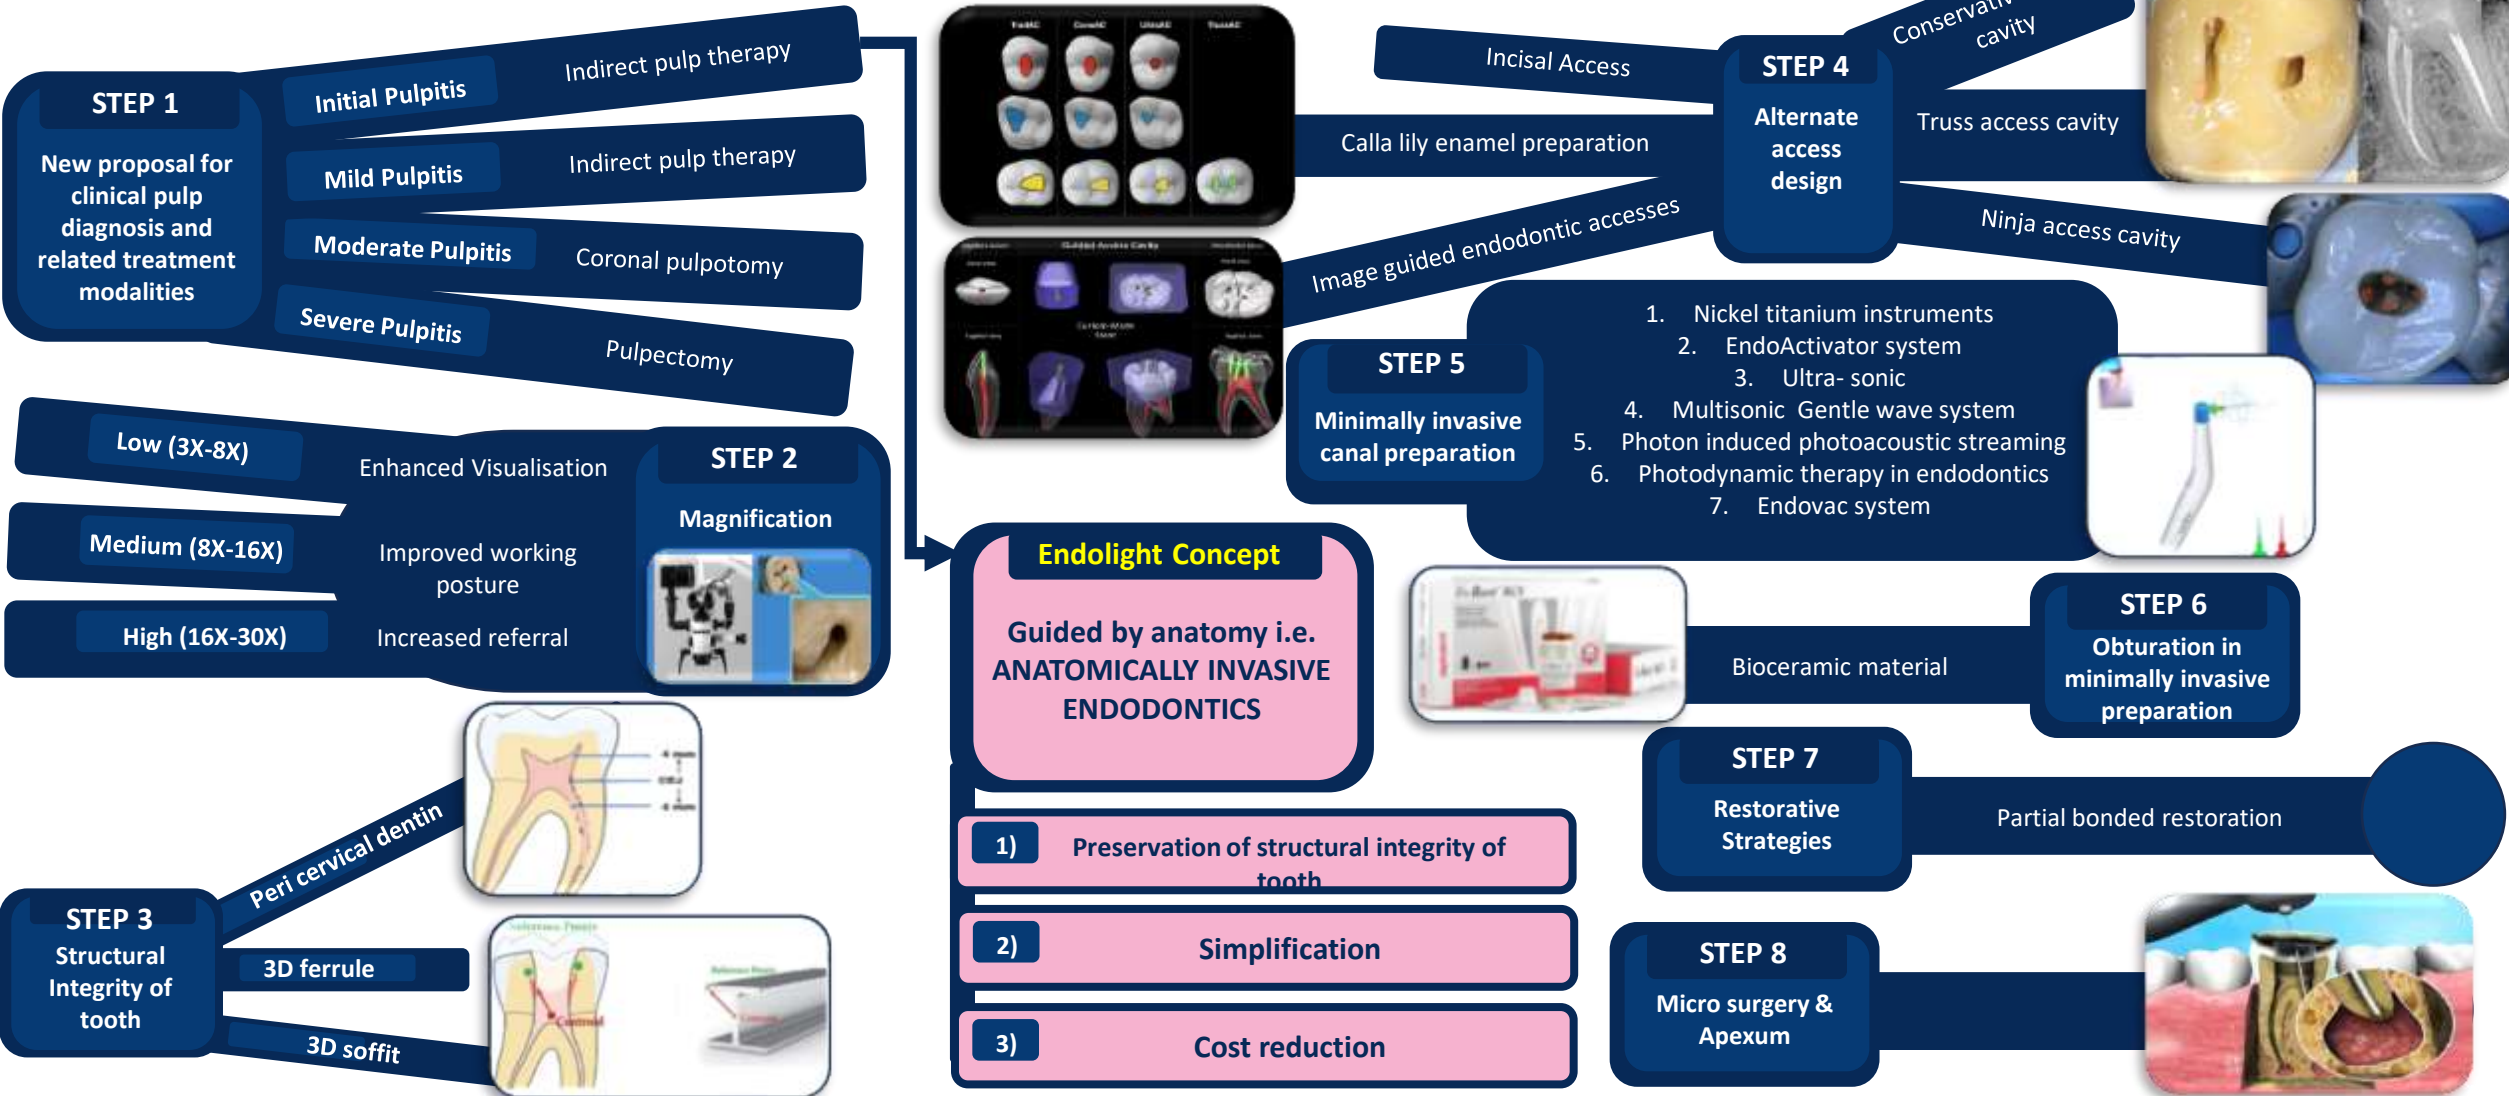 STEP 1
New proposal for
clinical pulp
diagnosis and
related treatment
modalities
Initial Pulpitis
Indirect pulp therapy
Mild Pulpitis
Indirect pulp therapy
Moderate Pulpitis
Coronal pulpotomy
Severe Pulpitis
Pulpectomy
STEP 2
Magnification
Low (3X-8X)
Enhanced Visualisation
Medium (8X-16X)
Improved working
posture
High (16X-30X)
Increased referral
STEP 3
Structural
Integrity of
tooth
Peri cervical dentin
3D ferrule
3D soffit
Centroid
Endolight Concept
Guided by anatomy i.e.
ANATOMICALLY INVASIVE
ENDODONTICS
1)
Preservation of structural integrity of
tooth
2)
Simplification
3)
Cost reduction
STEP 4
Alternate
access
design
Incisal Access
Calla lily enamel preparation
Image guided endodontic accesses
cavity
Truss access cavity
Ninja access cavity
Guided Access Cavity
STEP 5
Minimally invasive
canal preparation
1. Nickel titanium instruments
2. EndoActivator system
3. Ultra- sonic
4. Multisonic Gentle wave system
5. Photon induced photoacoustic streaming
6. Photodynamic therapy in endodontics
7. Endovac system
STEP 6
Obturation in
minimally invasive
preparation
Bioceramic material
STEP 7
Restorative
Strategies
Partial bonded restoration
STEP 8
Micro surgery &
Apexum